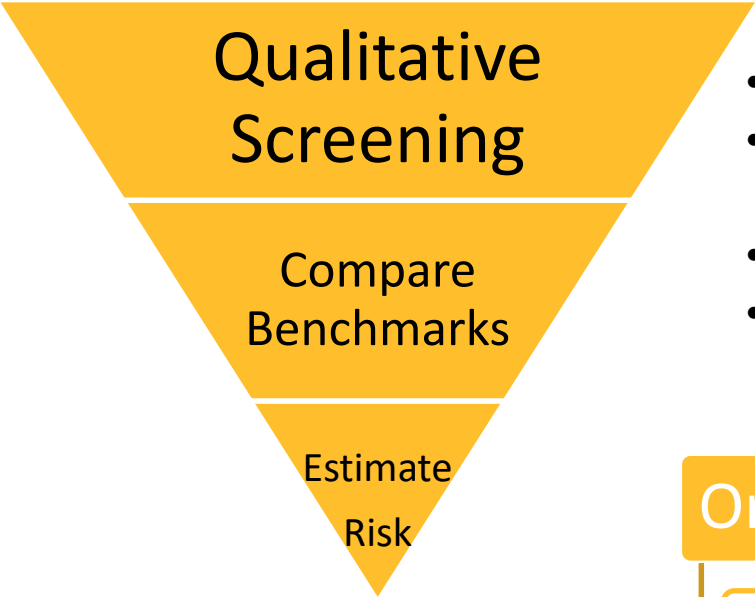 Qualitative
Screening
Compare
Benchmarks
Estimate
Risk